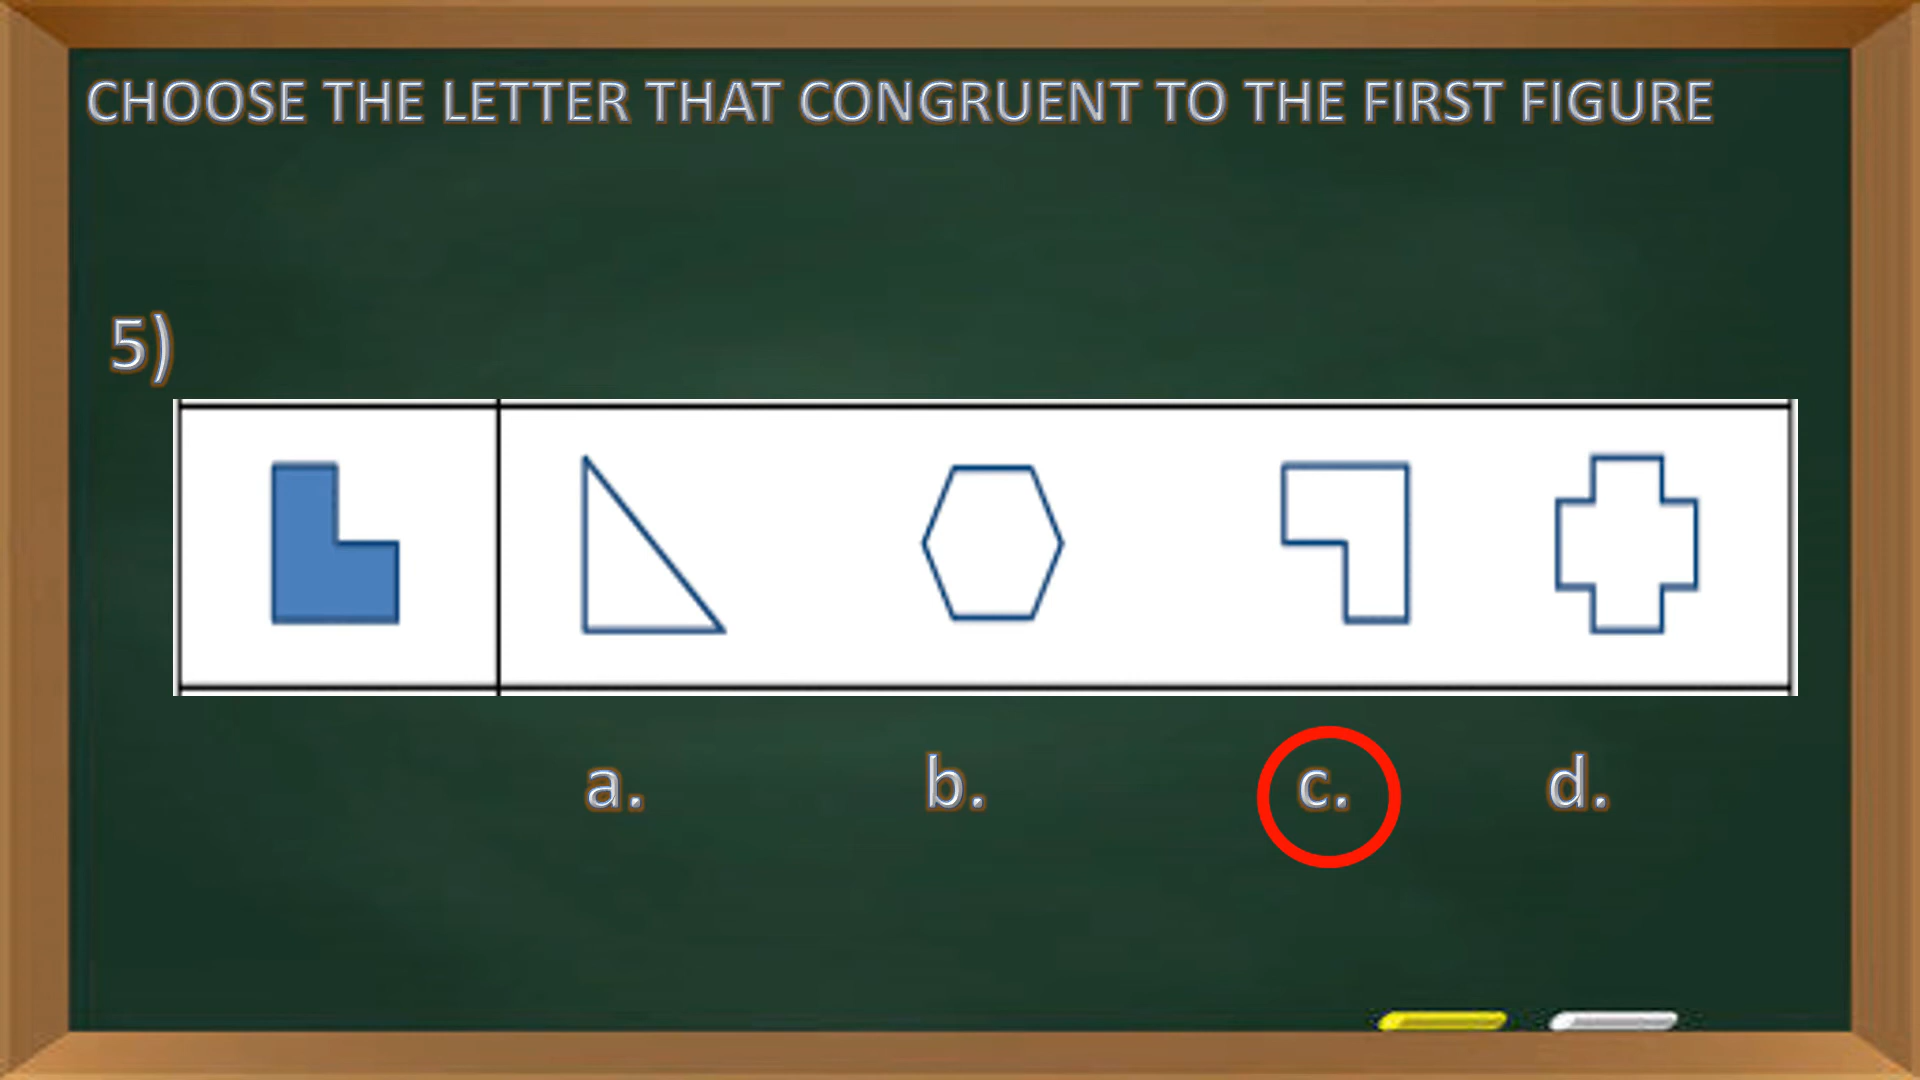 CHOOSE THE LETTER THAT CONGRUENT TO THE FIRST FIGURE
5)
a. b. c. d.